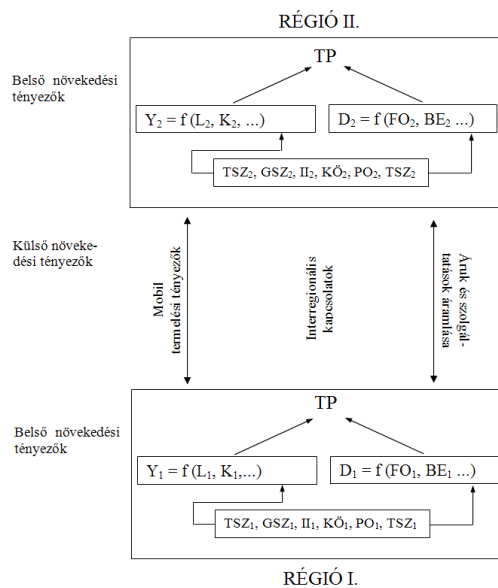 RÉGIÓ II.
TP
Belső növekedési
tényezők
Y₂ = f (L₂, K₂, ...)
D₂ = f (FO₂, BE₂ ...)
TSZ₂, GSZ₂, II₂, KÖ₂, PO₂, TSZ₂
Külső növeke-
dési tényezők
Mobil
termelési tényezők
Interregionális
kapcsolatok
Áruk és szolgál-
tatások áramlása
TP
Belső növekedési
tényezők
Y₁ = f (L₁, K₁,...)
D₁ = f (FO₁, BE₁ ...)
TSZ₁, GSZ₁, II₁, KÖ₁, PO₁, TSZ₁
RÉGIÓ I.